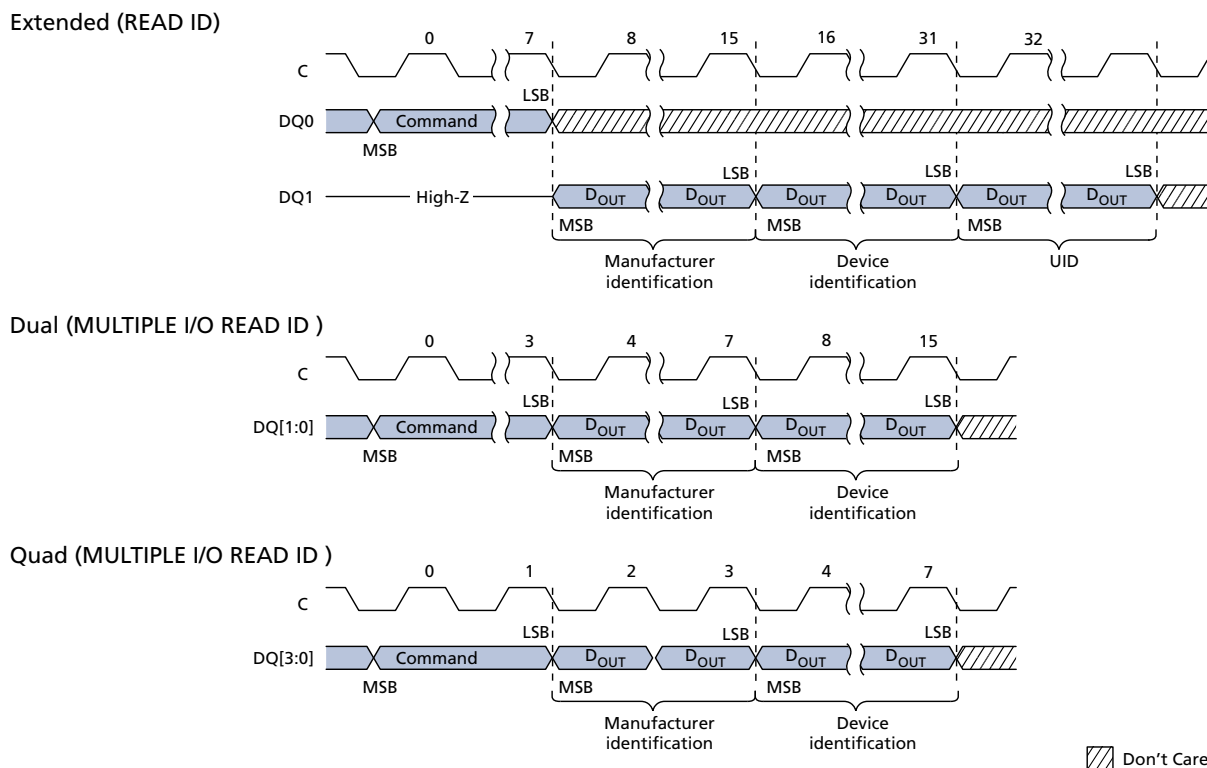 Extended (READ ID)
0 7 8 15 16 31 32
C
LSB
DQ0 Command
MSB
LSB LSB LSB
DQ1 High-Z DOUT DOUT DOUT DOUT DOUT DOUT
MSB MSB MSB
Manufacturer identification
Device identification
UID
Dual (MULTIPLE I/O READ ID )
0 3 4 7 8 15
C
LSB LSB LSB
DQ[1:0] Command DOUT DOUT DOUT DOUT
MSB MSB MSB
Manufacturer identification
Device identification
Quad (MULTIPLE I/O READ ID )
0 1 2 3 4 7
C
LSB LSB LSB
DQ[3:0] Command DOUT DOUT DOUT DOUT
MSB MSB MSB
Manufacturer identification
Device identification
Don't Care